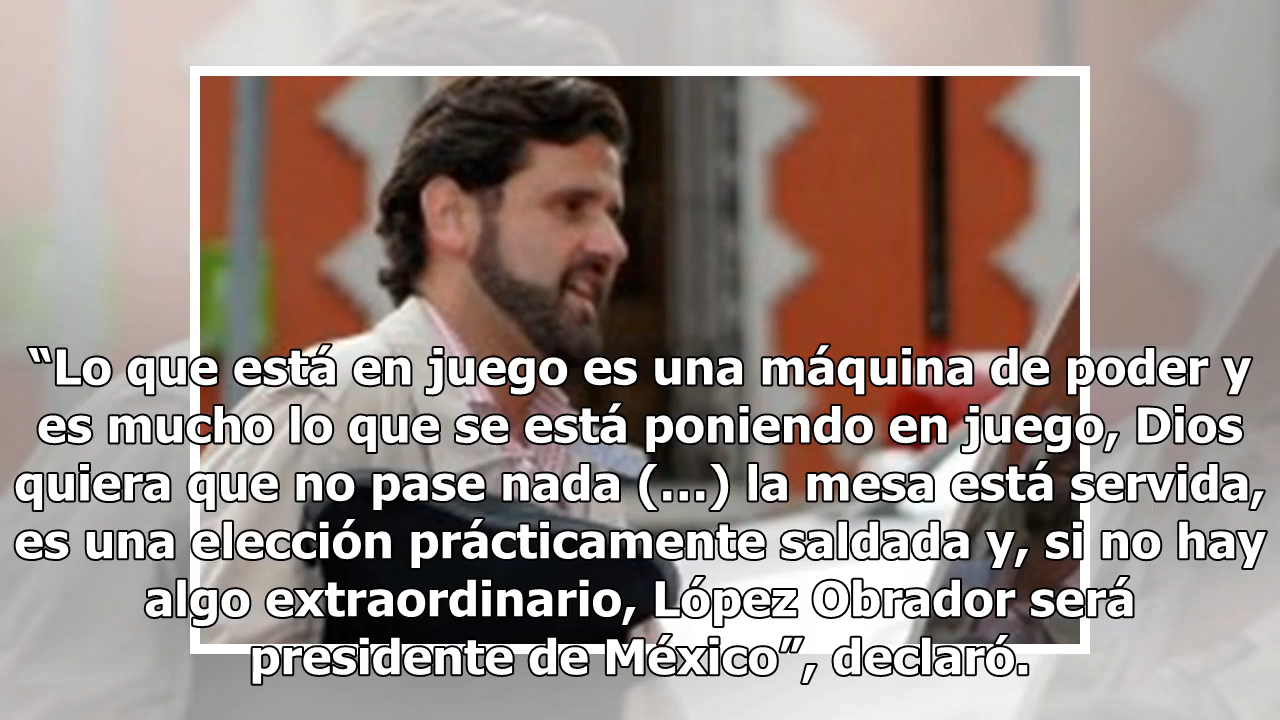 “Lo que está en juego es una máquina de poder y
es mucho lo que se está poniendo en juego, Dios
quiera que no pase nada (...) la mesa está servida,
es una elección prácticamente saldada y, si no hay
algo extraordinario, López Obrador será
presidente de México”, declaró.